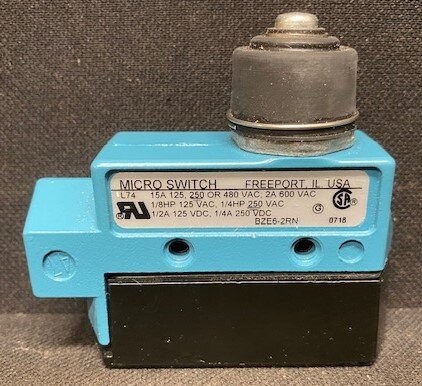 MICRO SWITCH FREEPORT, IL USA
L74 15A 125, 250 OR 480 VAC, 2A 600 VAC
1/8HP 125 VAC, 1/4HP 250 VAC
1/2A 125 VDC, 1/4A 250 VDC
BZE6-2RN 0718